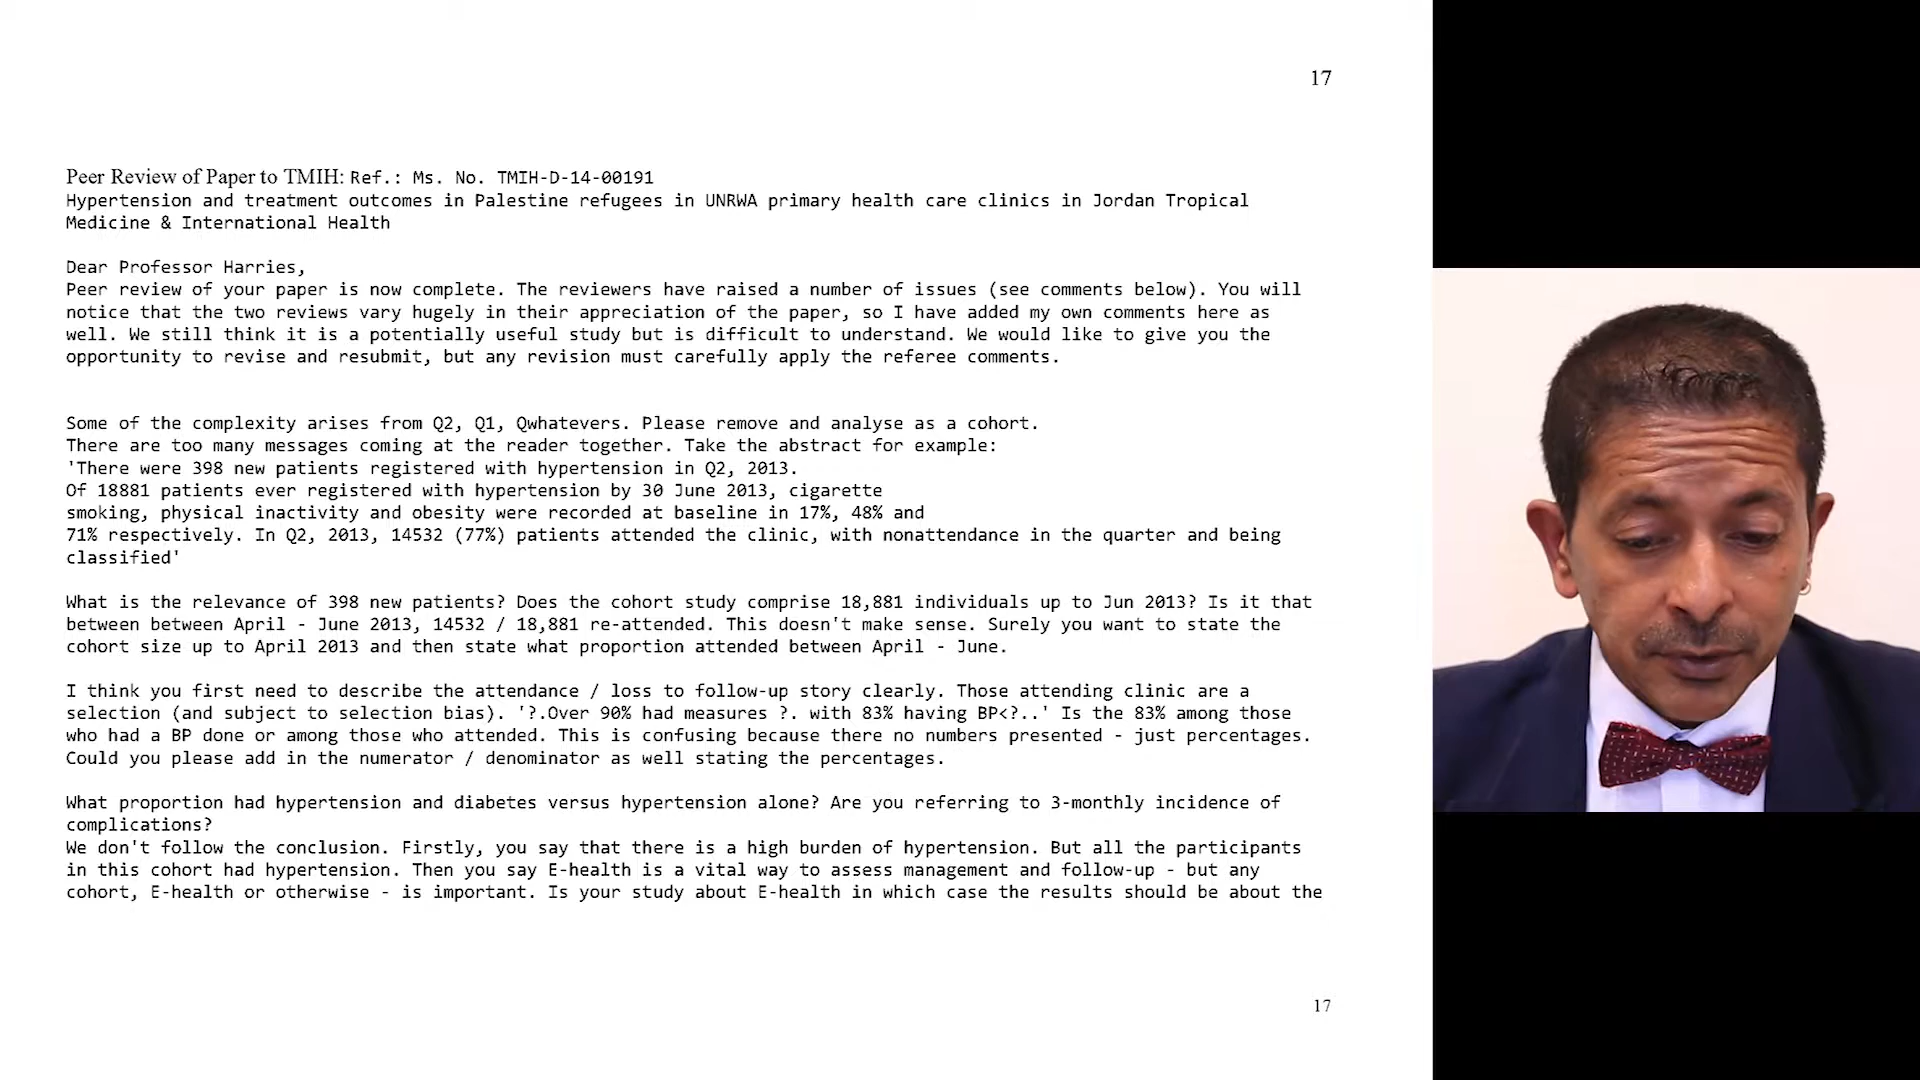 17
Peer Review of Paper to TMIH: Ref.: Ms. No. TMIH-D-14-00191
Hypertension and treatment outcomes in Palestine refugees in UNRWA primary health care clinics in Jordan Tropical
Medicine & International Health
Dear Professor Harries,
Peer review of your paper is now complete. The reviewers have raised a number of issues (see comments below). You will
notice that the two reviews vary hugely in their appreciation of the paper, so I have added my own comments here as
well. We still think it is a potentially useful study but is difficult to understand. We would like to give you the
opportunity to revise and resubmit, but any revision must carefully apply the referee comments.
Some of the complexity arises from Q2, Q1, Qwhatevers. Please remove and analyse as a cohort.
There are too many messages coming at the reader together. Take the abstract for example:
'There were 398 new patients registered with hypertension in Q2, 2013.
Of 18881 patients ever registered with hypertension by 30 June 2013, cigarette
smoking, physical inactivity and obesity were recorded at baseline in 17%, 48% and
71% respectively. In Q2, 2013, 14532 (77%) patients attended the clinic, with nonattendance in the quarter and being
classified'
What is the relevance of 398 new patients? Does the cohort study comprise 18,881 individuals up to Jun 2013? Is it that
between between April - June 2013, 14532 / 18,881 re-attended. This doesn't make sense. Surely you want to state the
cohort size up to April 2013 and then state what proportion attended between April - June.
I think you first need to describe the attendance / loss to follow-up story clearly. Those attending clinic are a
selection (and subject to selection bias). '?.Over 90% had measures ?. with 83% having BP<?..' Is the 83% among those
who had a BP done or among those who attended. This is confusing because there no numbers presented - just percentages.
Could you please add in the numerator / denominator as well stating the percentages.
What proportion had hypertension and diabetes versus hypertension alone? Are you referring to 3-monthly incidence of
complications?
We don't follow the conclusion. Firstly, you say that there is a high burden of hypertension. But all the participants
in this cohort had hypertension. Then you say E-health is a vital way to assess management and follow-up - but any
cohort, E-health or otherwise - is important. Is your study about E-health in which case the results should be about the
17